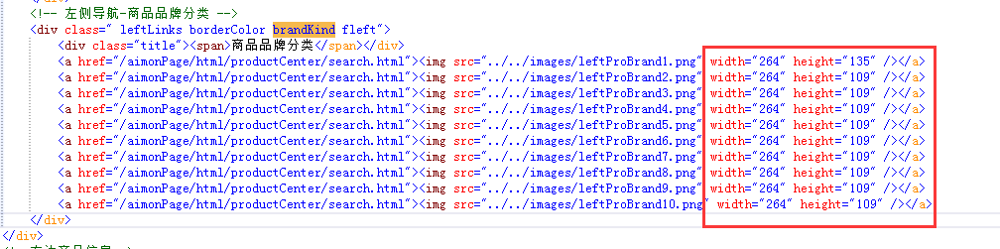 </div>
<!-- 左侧导航-商品品牌分类 -->
<div class=" leftLinks borderColor brandKind fleft">
<div class="title"><span>商品品牌分类</span></div>
<a href="/aimonPage/html/productCenter/search.html"><img src="../../images/leftProBrand1.png" width="264" height="135" /></a>
<a href="/aimonPage/html/productCenter/search.html"><img src="../../images/leftProBrand2.png" width="264" height="109" /></a>
<a href="/aimonPage/html/productCenter/search.html"><img src="../../images/leftProBrand3.png" width="264" height="109" /></a>
<a href="/aimonPage/html/productCenter/search.html"><img src="../../images/leftProBrand4.png" width="264" height="109" /></a>
<a href="/aimonPage/html/productCenter/search.html"><img src="../../images/leftProBrand5.png" width="264" height="109" /></a>
<a href="/aimonPage/html/productCenter/search.html"><img src="../../images/leftProBrand6.png" width="264" height="109" /></a>
<a href="/aimonPage/html/productCenter/search.html"><img src="../../images/leftProBrand7.png" width="264" height="109" /></a>
<a href="/aimonPage/html/productCenter/search.html"><img src="../../images/leftProBrand8.png" width="264" height="109" /></a>
<a href="/aimonPage/html/productCenter/search.html"><img src="../../images/leftProBrand9.png" width="264" height="109" /></a>
<a href="/aimonPage/html/productCenter/search.html"><img src="../../images/leftProBrand10.png" width="264" height="109" /></a>
</div>
</div>